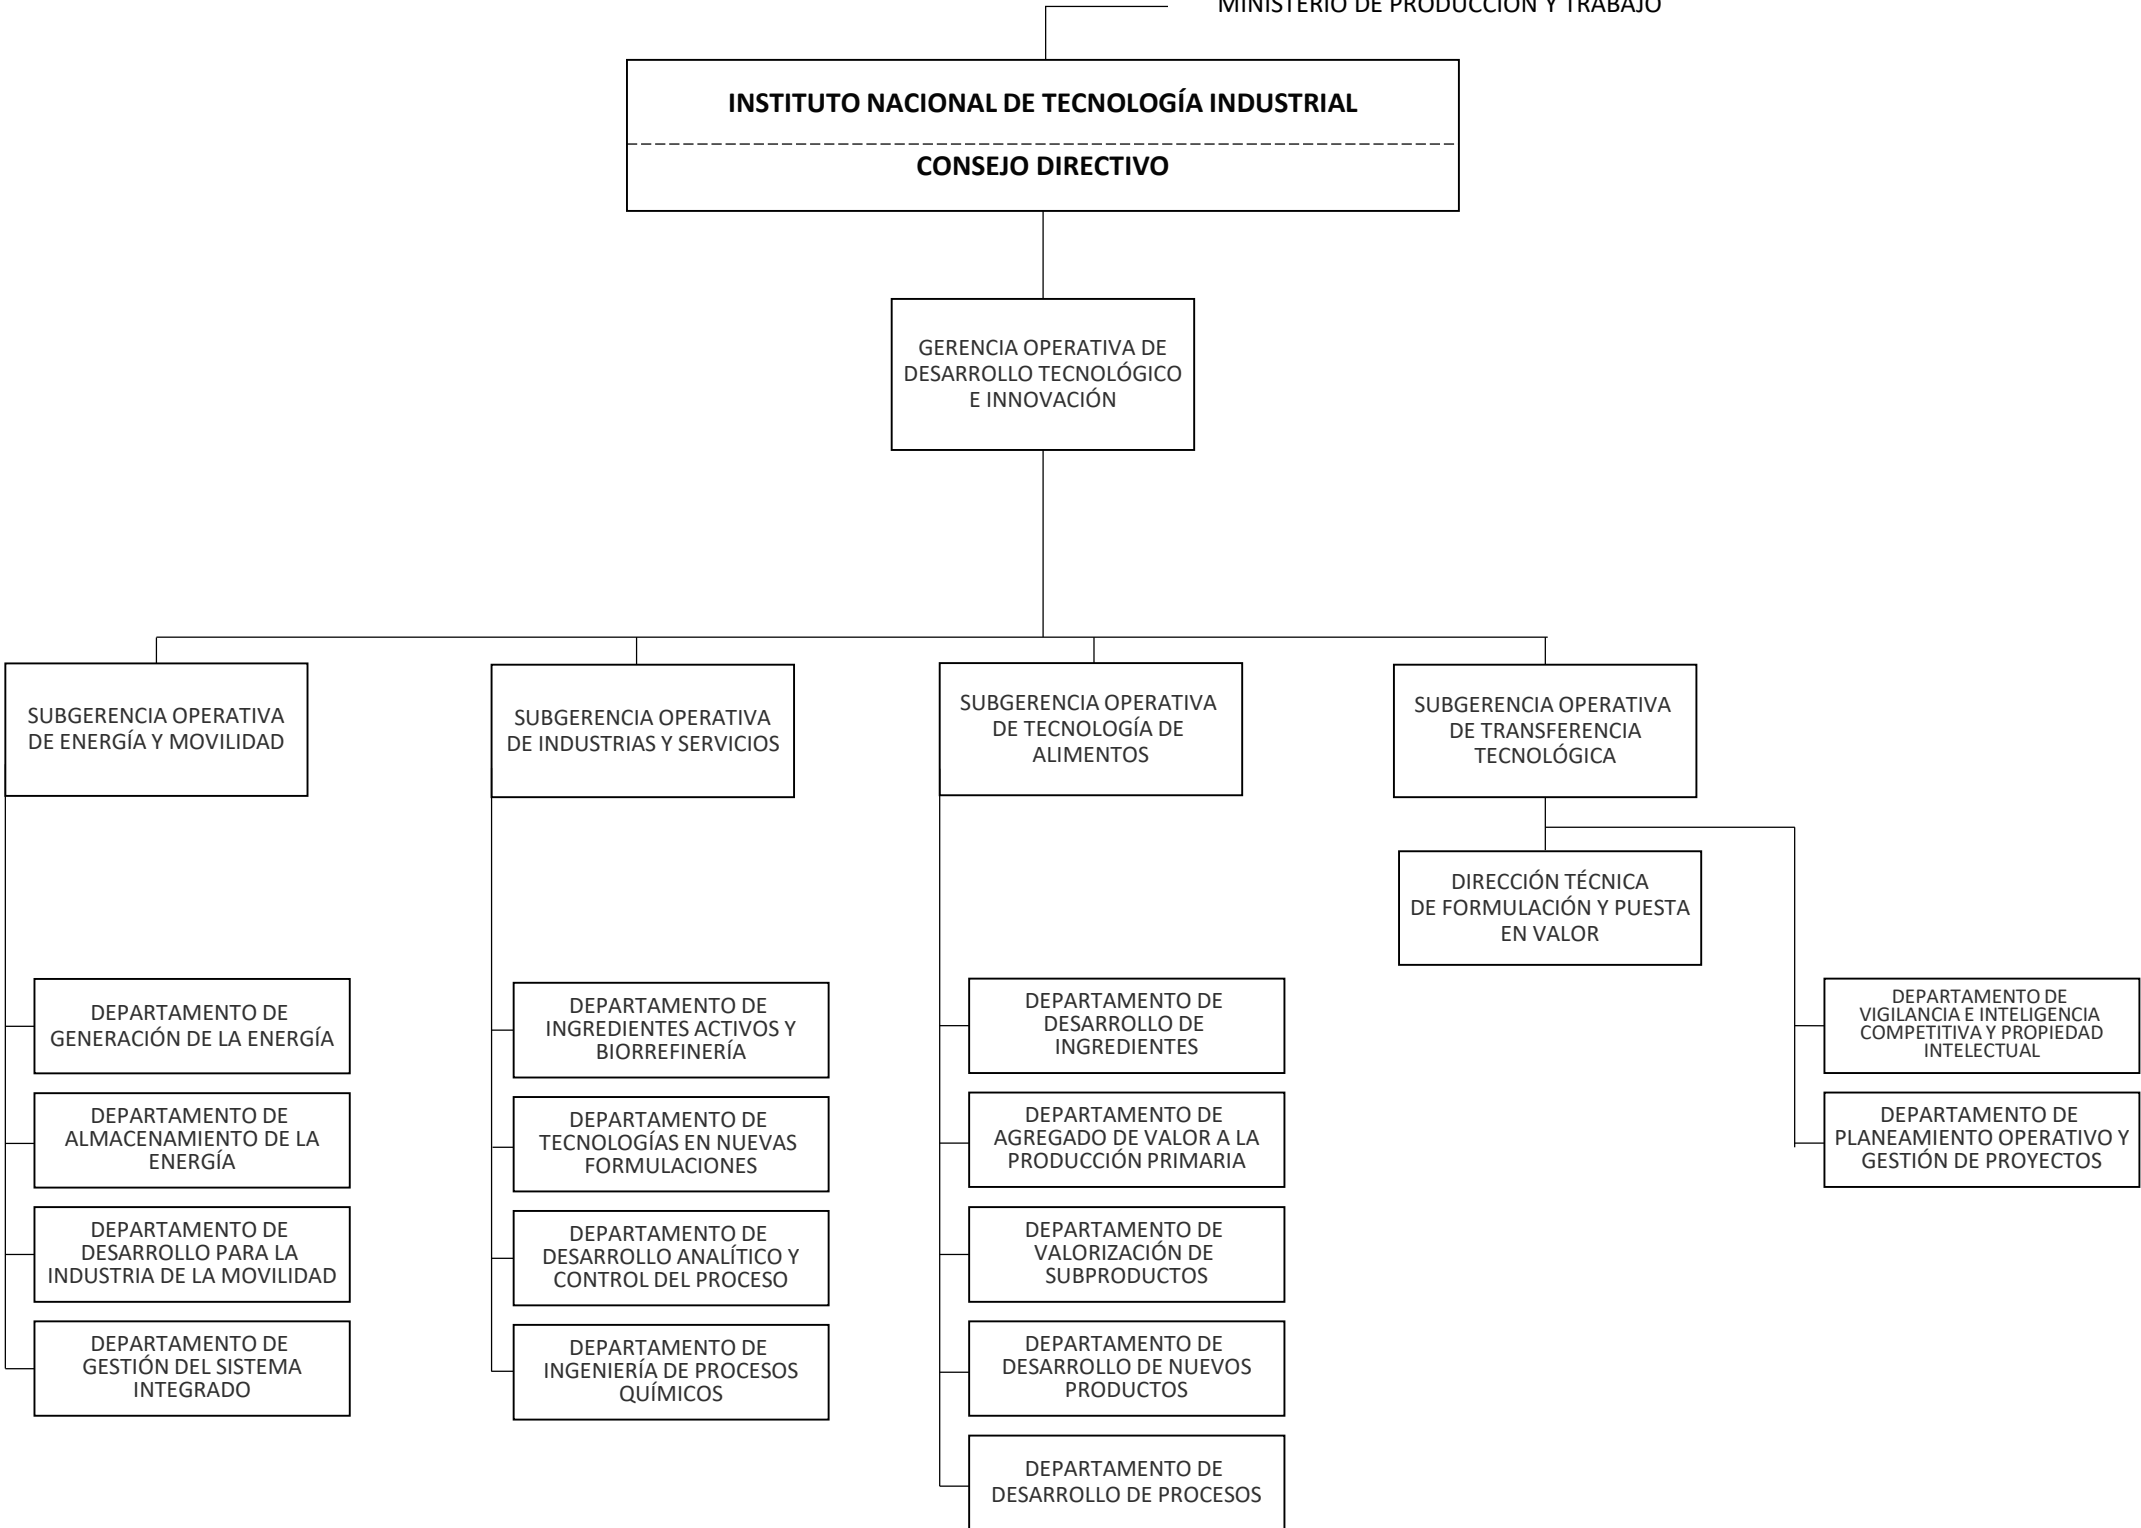 MINISTERIO DE PRODUCCIÓN Y TRABAJO
INSTITUTO NACIONAL DE TECNOLOGÍA INDUSTRIAL
CONSEJO DIRECTIVO
GERENCIA OPERATIVA DE
DESARROLLO TECNOLÓGICO
E INNOVACIÓN
SUBGERENCIA OPERATIVA
DE ENERGÍA Y MOVILIDAD
SUBGERENCIA OPERATIVA
DE INDUSTRIAS Y SERVICIOS
SUBGERENCIA OPERATIVA
DE TECNOLOGÍA DE
ALIMENTOS
SUBGERENCIA OPERATIVA
DE TRANSFERENCIA
TECNOLÓGICA
DIRECCIÓN TÉCNICA
DE FORMULACIÓN Y PUESTA
EN VALOR
DEPARTAMENTO DE
GENERACIÓN DE LA ENERGÍA
DEPARTAMENTO DE
ALMACENAMIENTO DE LA
ENERGÍA
DEPARTAMENTO DE
DESARROLLO PARA LA
INDUSTRIA DE LA MOVILIDAD
DEPARTAMENTO DE
GESTIÓN DEL SISTEMA
INTEGRADO
DEPARTAMENTO DE
INGREDIENTES ACTIVOS Y
BIORREFINERÍA
DEPARTAMENTO DE
TECNOLOGÍAS EN NUEVAS
FORMULACIONES
DEPARTAMENTO DE
DESARROLLO ANALÍTICO Y
CONTROL DEL PROCESO
DEPARTAMENTO DE
INGENIERÍA DE PROCESOS
QUÍMICOS
DEPARTAMENTO DE
DESARROLLO DE
INGREDIENTES
DEPARTAMENTO DE
AGREGADO DE VALOR A LA
PRODUCCIÓN PRIMARIA
DEPARTAMENTO DE
VALORIZACIÓN DE
SUBPRODUCTOS
DEPARTAMENTO DE
DESARROLLO DE NUEVOS
PRODUCTOS
DEPARTAMENTO DE
DESARROLLO DE PROCESOS
DEPARTAMENTO DE
VIGILANCIA E INTELIGENCIA
COMPETITIVA Y PROPIEDAD
INTELECTUAL
DEPARTAMENTO DE
PLANEAMIENTO OPERATIVO Y
GESTIÓN DE PROYECTOS